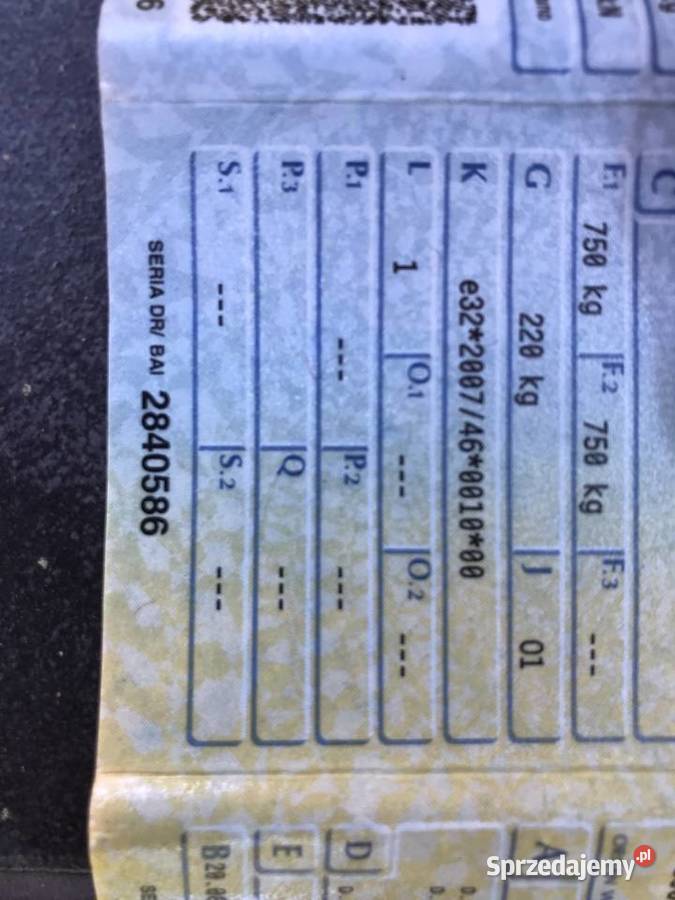 C
F.1 750 kg F.2 750 kg F.3 ---
G 220 kg J 01
K e32*2007/46*0010*00
L 1 O.1 --- O.2 ---
P.1 --- P.2 ---
P.3 Q ---
S.1 --- S.2 ---
SERIA DR/ BAI 2840586
A
D
E
B
Sprzedajemy.pl